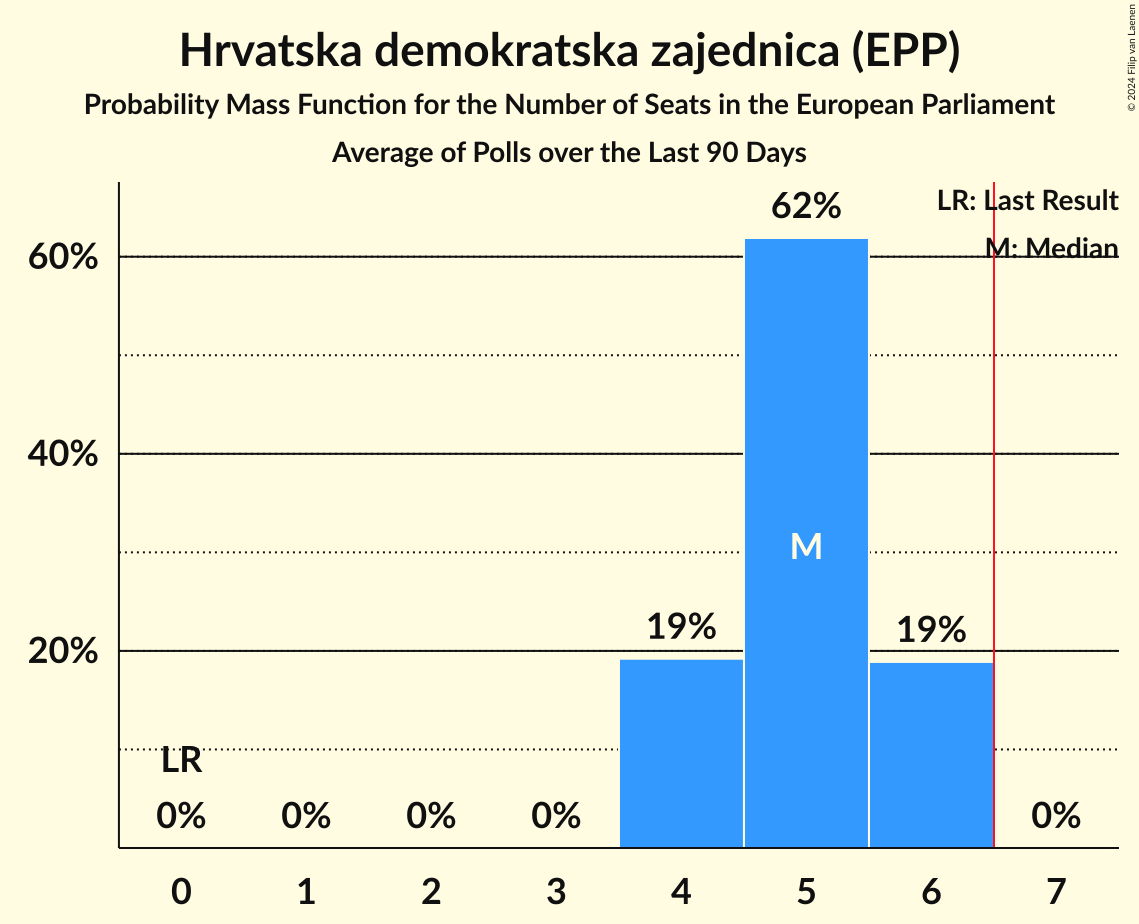 Hrvatska demokratska zajednica (EPP)
Probability Mass Function for the Number of Seats in the European Parliament
Average of Polls over the Last 90 Days
© 2024 Filip van Laenen
LR: Last Result
M: Median
62%
60%
40%
M
19%
19%
20%
LR
0%
0%
0%
0%
0%
0
1
2
3
4
5
6
7